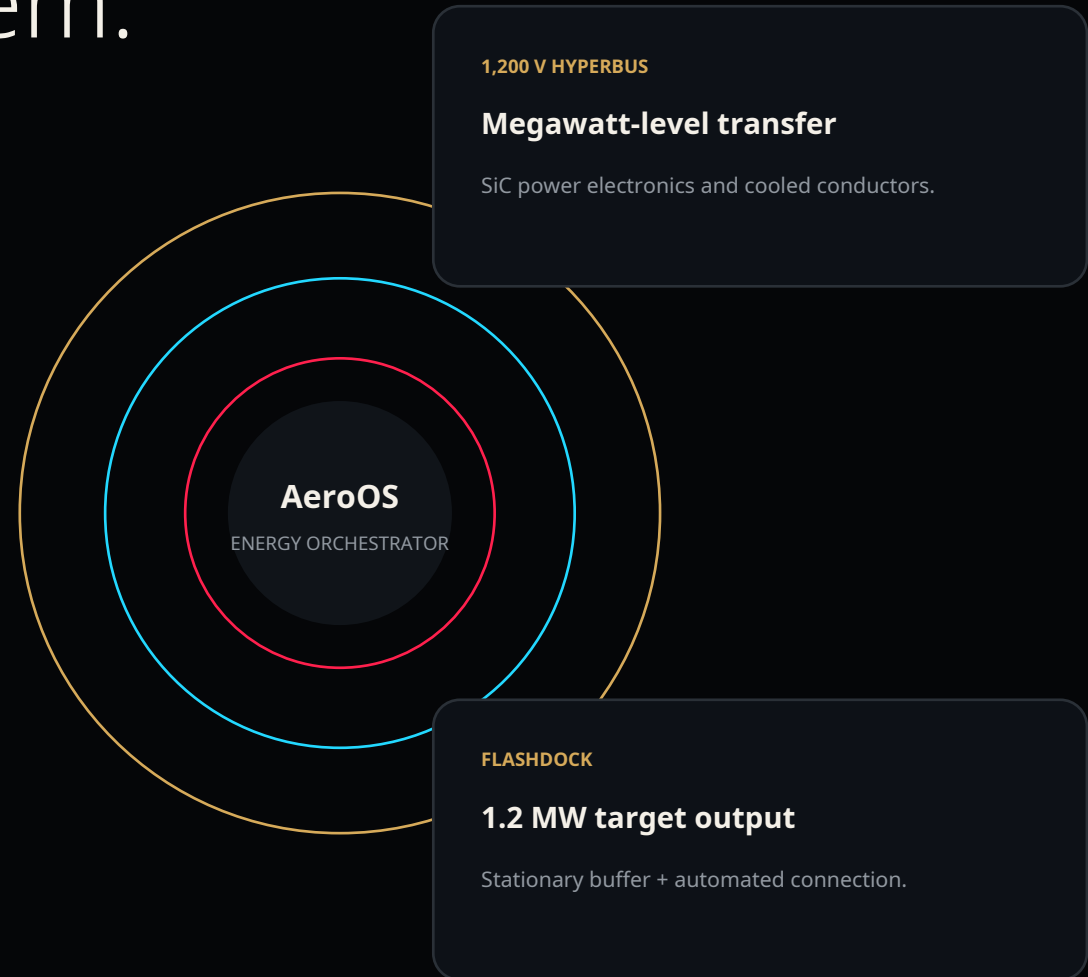 1,200 V HYPERBUS
Megawatt-level transfer
SiC power electronics and cooled conductors.
AeroOS
ENERGY ORCHESTRATOR
FLASHDOCK
1.2 MW target output
Stationary buffer + automated connection.